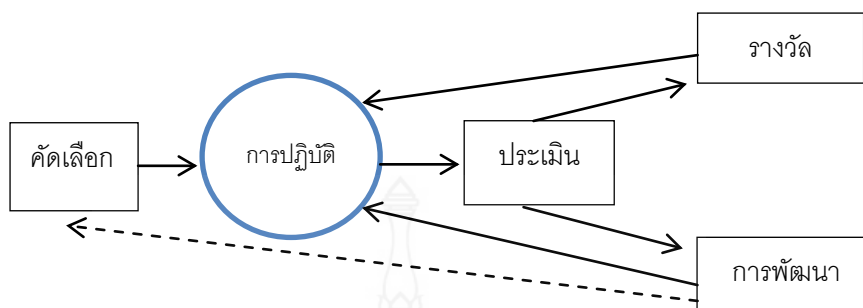 รางวัล
คัดเลือก
การปฏิบัติ
ประเมิน
การพัฒนา